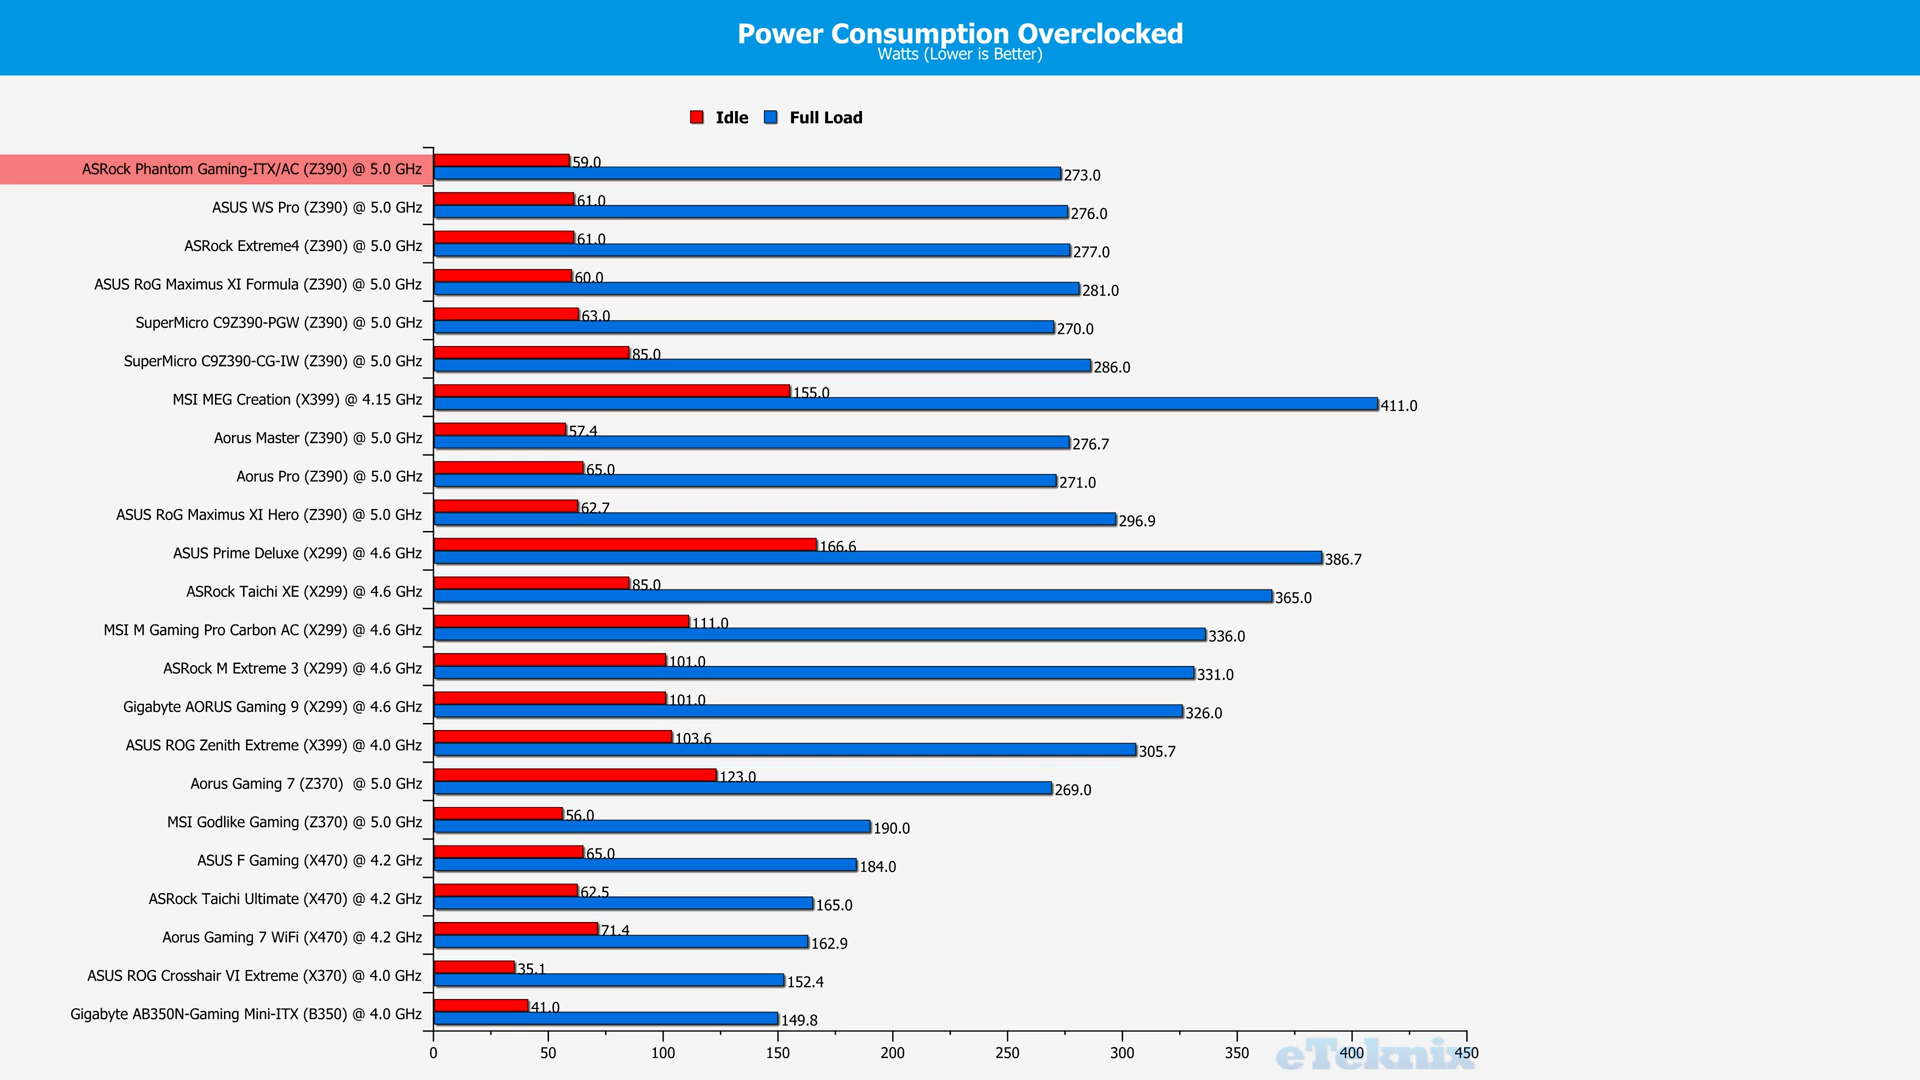 Power Consumption Overclocked
Watts (Lower is Better)
Idle Full Load
ASRock Phantom Gaming-ITX/AC (Z390) @ 5.0 GHz 59.0 273.0
ASUS WS Pro (Z390) @ 5.0 GHz 61.0 276.0
ASRock Extreme4 (Z390) @ 5.0 GHz 61.0 277.0
ASUS RoG Maximus XI Formula (Z390) @ 5.0 GHz 60.0 281.0
SuperMicro C9Z390-PGW (Z390) @ 5.0 GHz 63.0 270.0
SuperMicro C9Z390-CG-IW (Z390) @ 5.0 GHz 85.0 286.0
MSI MEG Creation (X399) @ 4.15 GHz 155.0 411.0
Aorus Master (Z390) @ 5.0 GHz 57.4 276.7
Aorus Pro (Z390) @ 5.0 GHz 65.0 271.0
ASUS RoG Maximus XI Hero (Z390) @ 5.0 GHz 62.7 296.9
ASUS Prime Deluxe (X299) @ 4.6 GHz 166.6 386.7
ASRock Taichi XE (X299) @ 4.6 GHz 85.0 365.0
MSI M Gaming Pro Carbon AC (X299) @ 4.6 GHz 111.0 336.0
ASRock M Extreme 3 (X299) @ 4.6 GHz 101.0 331.0
Gigabyte AORUS Gaming 9 (X299) @ 4.6 GHz 101.0 326.0
ASUS ROG Zenith Extreme (X399) @ 4.0 GHz 103.6 305.7
Aorus Gaming 7 (Z370) @ 5.0 GHz 123.0 269.0
MSI Godlike Gaming (Z370) @ 5.0 GHz 56.0 190.0
ASUS F Gaming (X470) @ 4.2 GHz 65.0 184.0
ASRock Taichi Ultimate (X470) @ 4.2 GHz 62.5 165.0
Aorus Gaming 7 WiFi (X470) @ 4.2 GHz 71.4 162.9
ASUS ROG Crosshair VI Extreme (X370) @ 4.0 GHz 35.1 152.4
Gigabyte AB350N-Gaming Mini-ITX (B350) @ 4.0 GHz 41.0 149.8
0 50 100 150 200 250 300 350 400 450
eTeknix